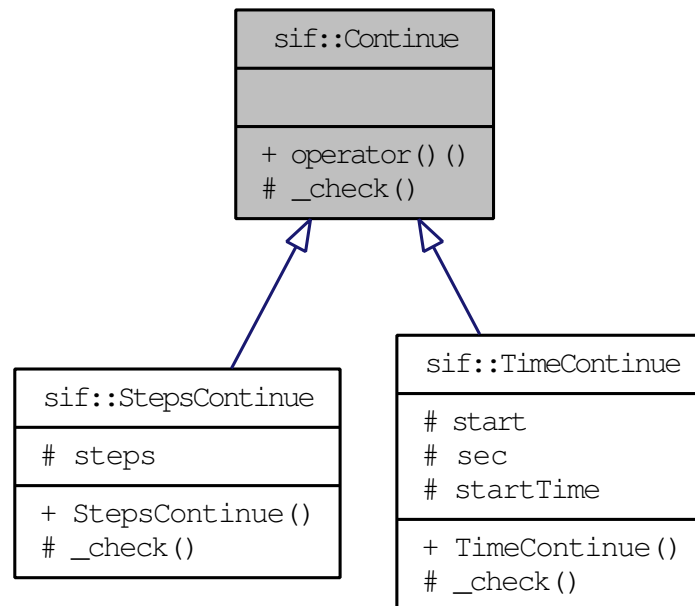 sif::Continue
+ operator()()
# _check()
sif::StepsContinue
# steps
+ StepsContinue()
# _check()
sif::TimeContinue
# start
# sec
# startTime
+ TimeContinue()
# _check()